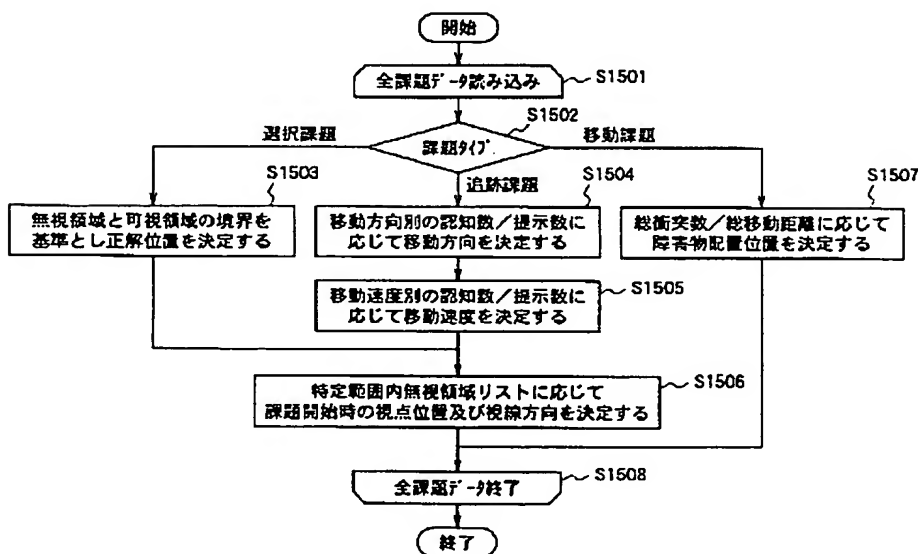 開始
全課題データ読み込み
S1501
S1502
選択課題
課題タイプ
移動課題
追跡課題
S1503
無視領域と可視領域の境界を
基準とし正解位置を決定する
S1504
移動方向別の認知数/提示数に
応じて移動方向を決定する
S1507
総衝突数/総移動距離に応じて
障害物配置位置を決定する
S1505
移動速度別の認知数/提示数に
応じて移動速度を決定する
S1506
特定範囲内無視領域リストに応じて
課題開始時の視点位置及び視線方向を決定する
S1508
全課題データ終了
終了